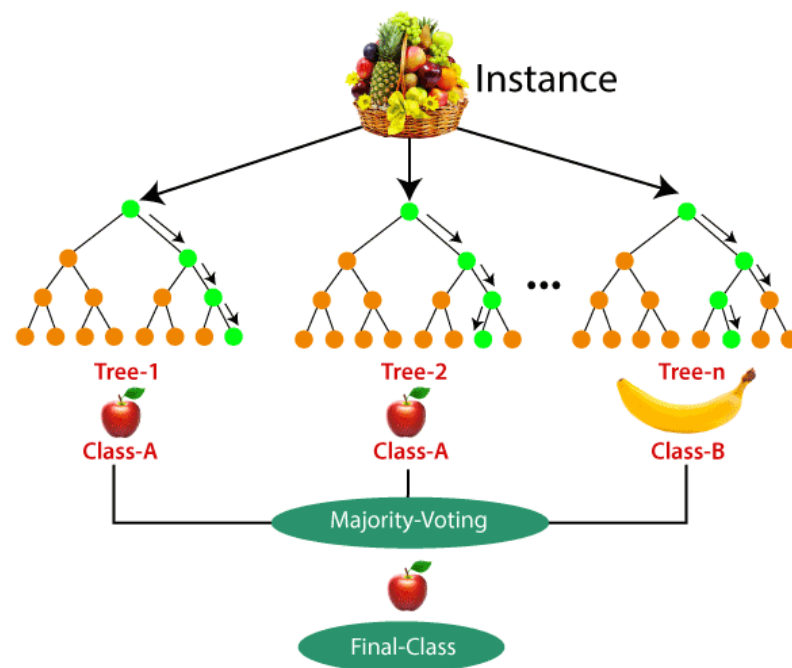 Instance
Tree-1
Tree-2
Tree-n
Class-A
Class-A
Class-B
Majority-Voting
Final-Class